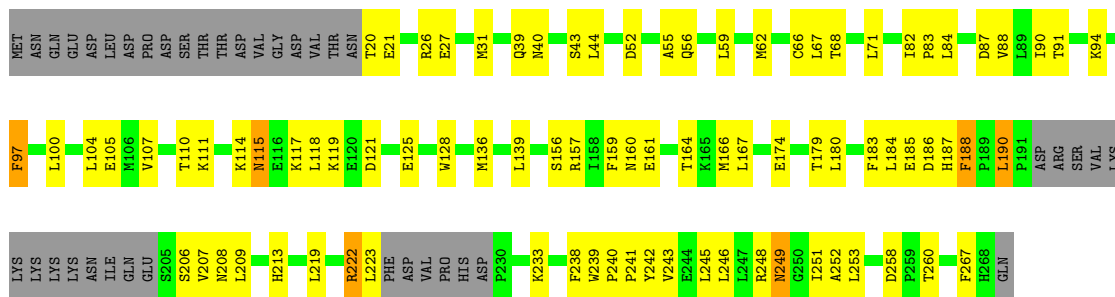 MET ASN GLN GLU ASP LEU ASP PRO ASP SER THR THR ASP VAL GLY ASP VAL THR ASN T20 E21 R26 E27 M31 Q39 N40 S43 L44 D52 A55 Q56 L59 M62 C66 L67 T68 L71 I82 P83 L84 D87 V88 L89 I90 T91 K94
F97 L100 L104 E105 M106 V107 T110 K111 K114 N115 E116 K117 L118 K119 E120 D121 E125 W128 M136 L139 S156 R157 I158 F159 N160 E161 T164 K165 M166 L167 E174 T179 L180 F183 L184 E185 D186 H187 F188 P189 L190 P191 ASP ARG SER VAL LYS
LYS LYS LYS LYS ASN ILE GLN GLU S205 S206 V207 N208 L209 H213 L219 R222 L223 PHE ASP VAL PRO HIS ASP P230 K233 F238 W239 P240 P241 Y242 V243 E244 L245 L246 L247 R248 N249 G250 I251 A252 L253 D258 P259 T260 F267 H268 GLN